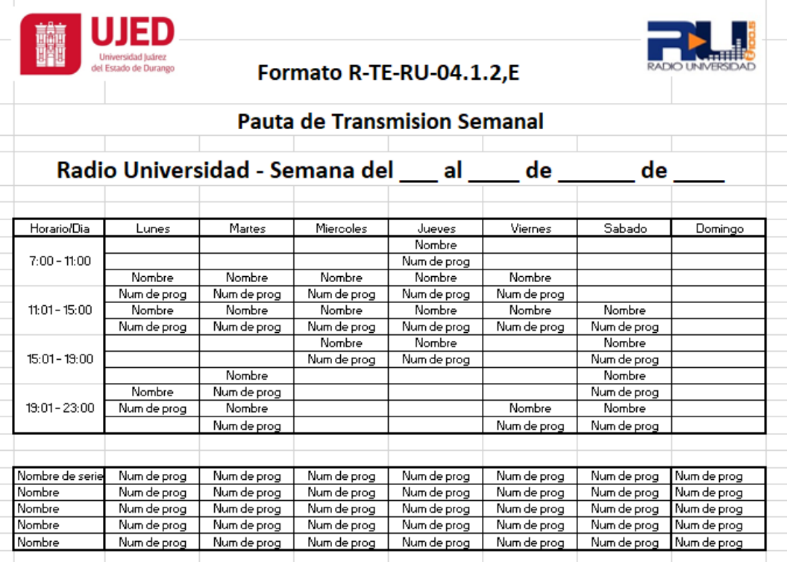 UJED
Universidad Juárez
del Estado de Durango
RADIO UNIVERSIDAD
Formato R-TE-RU-04.1.2,E
Pauta de Transmision Semanal
Radio Universidad - Semana del ___ al ____ de ______ de ____
Horario/Dia Lunes Martes Miercoles Jueves Viernes Sabado Domingo
Nombre
7:00 - 11:00 Num de prog
Nombre Nombre Nombre Nombre Nombre
Num de prog Num de prog Num de prog Num de prog Num de prog
11:01 - 15:00 Nombre Nombre Nombre Nombre Nombre Nombre
Num de prog Num de prog Num de prog Num de prog Num de prog Num de prog
Nombre Nombre Nombre
15:01 - 19:00 Num de prog Num de prog Num de prog
Nombre Nombre
Nombre Num de prog Num de prog
19:01 - 23:00 Num de prog Nombre Nombre Nombre
Num de prog Num de prog Num de prog
Nombre de serie Num de prog Num de prog Num de prog Num de prog Num de prog Num de prog Num de prog
Nombre Num de prog Num de prog Num de prog Num de prog Num de prog Num de prog Num de prog
Nombre Num de prog Num de prog Num de prog Num de prog Num de prog Num de prog Num de prog
Nombre Num de prog Num de prog Num de prog Num de prog Num de prog Num de prog Num de prog
Nombre Num de prog Num de prog Num de prog Num de prog Num de prog Num de prog Num de prog